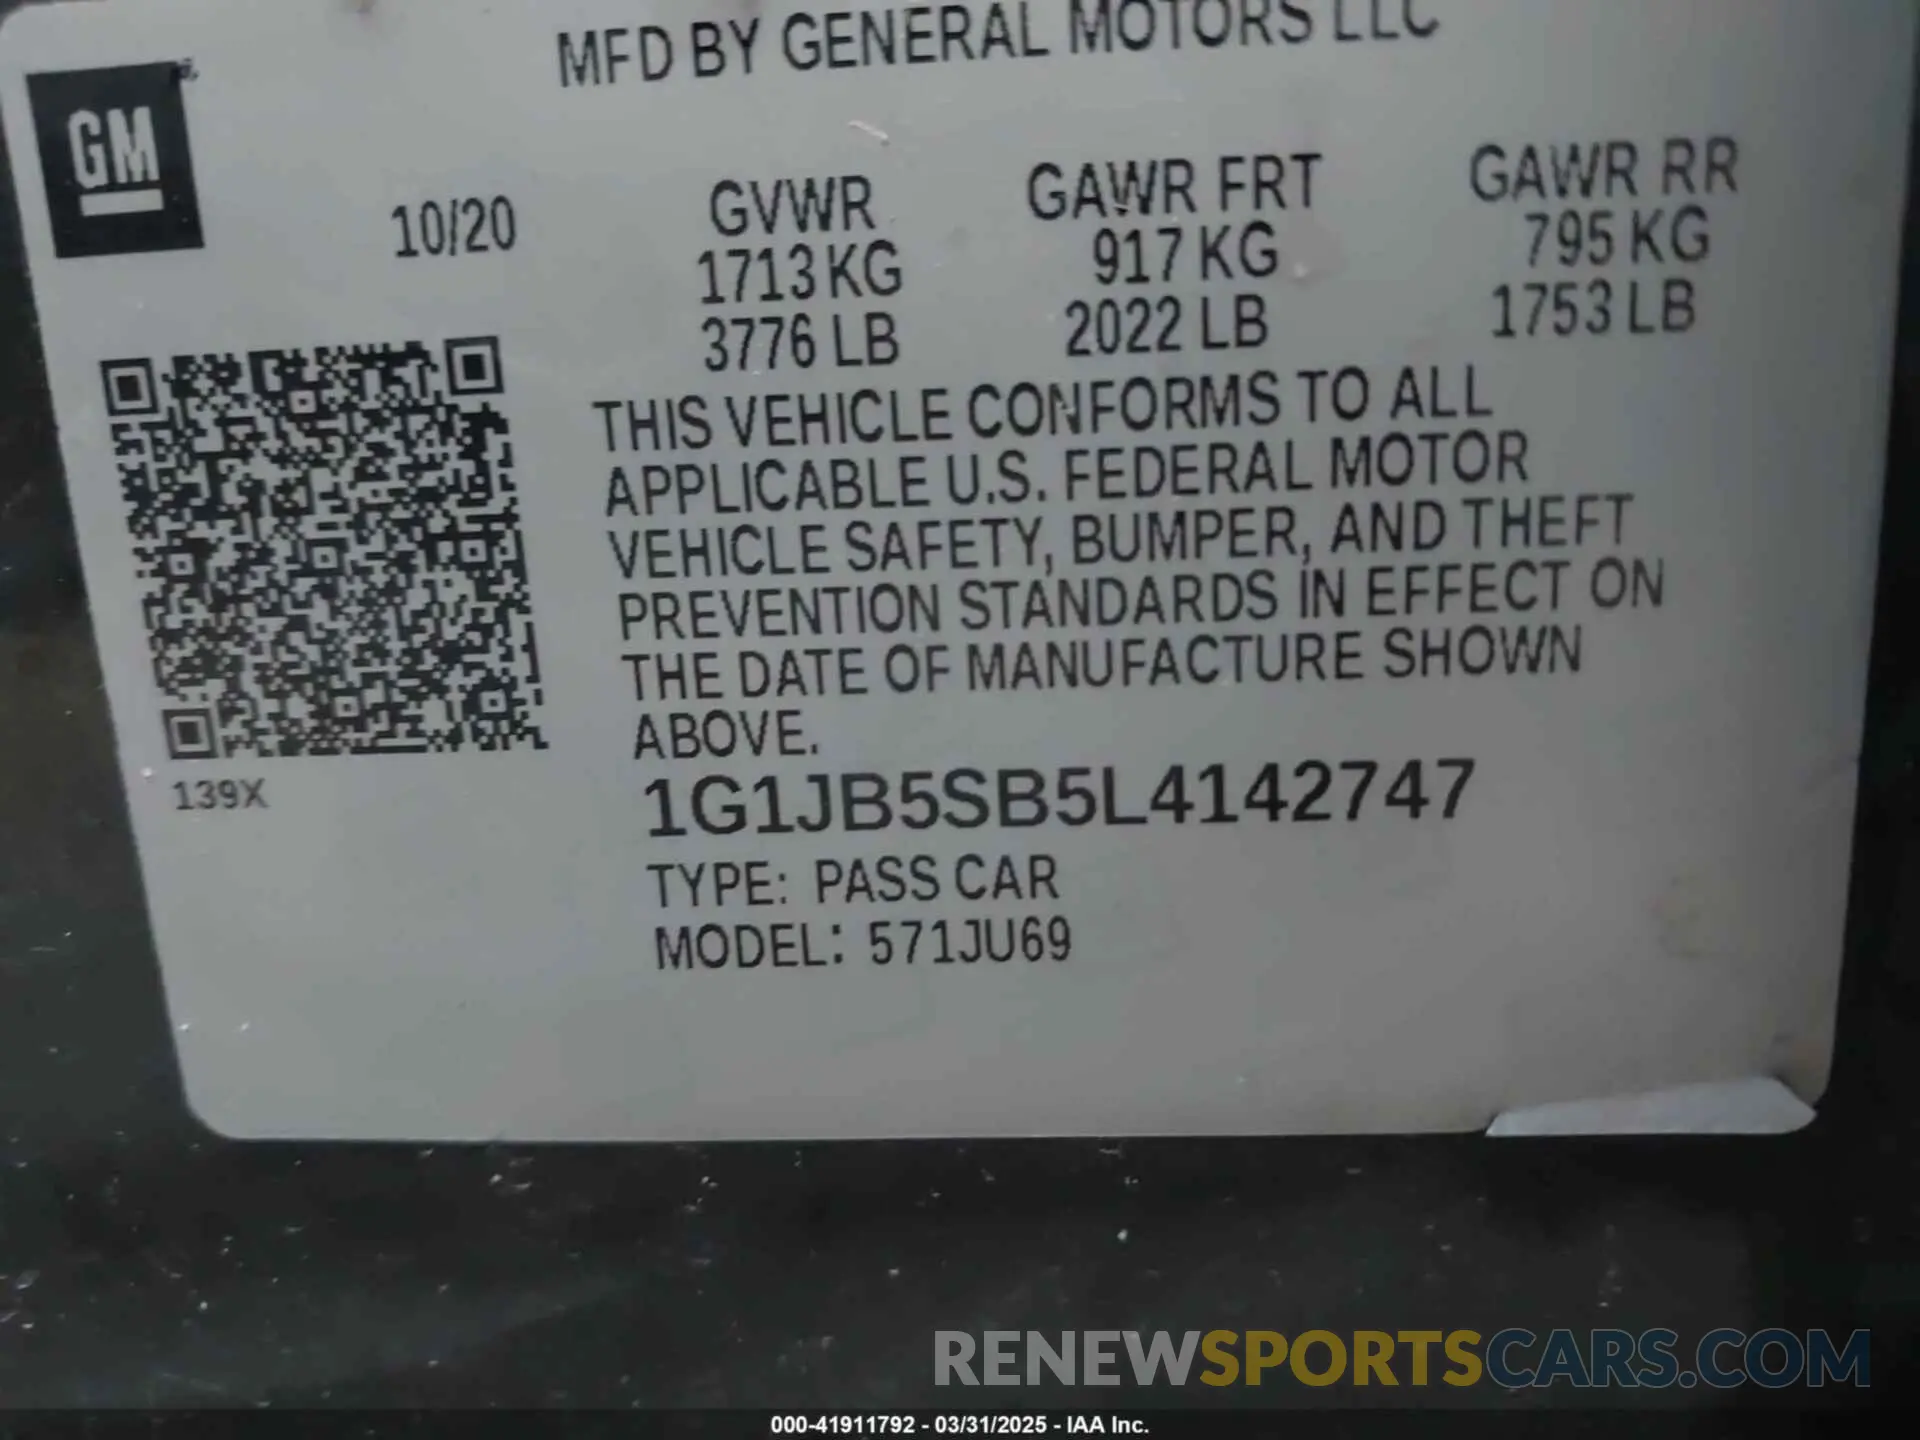 MFD BY GENERAL MOTORS LLC
GM
10/20
GVWR
1713 KG
3776 LB
GAWR FRT
917 KG
2022 LB
GAWR RR
795 KG
1753 LB
THIS VEHICLE CONFORMS TO ALL
APPLICABLE U.S. FEDERAL MOTOR
VEHICLE SAFETY, BUMPER, AND THEFT
PREVENTION STANDARDS IN EFFECT ON
THE DATE OF MANUFACTURE SHOWN
ABOVE.
139X
1G1JB5SB5L4142747
TYPE: PASS CAR
MODEL: 571JU69
RENEWSPORTSCARS.COM
000-41911792 - 03/31/2025 - IAA Inc.